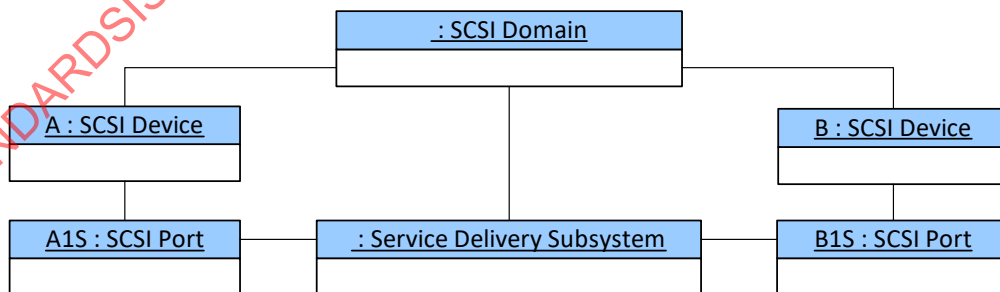 : SCSI Domain
A : SCSI Device
B : SCSI Device
A1S : SCSI Port
: Service Delivery Subsystem
B1S : SCSI Port